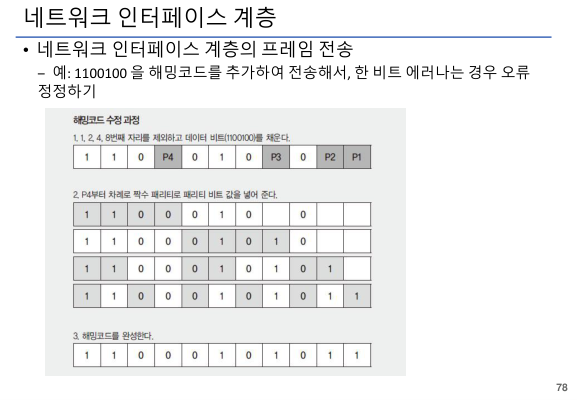 네트워크 인터페이스 계층
• 네트워크 인터페이스 계층의 프레임 전송
– 예: 1100100 을 해밍코드를 추가하여 전송해서, 한 비트 에러나는 경우 오류
정정하기
해밍코드 수정 과정
1. 1, 2, 4, 8번째 자리를 제외하고 데이터 비트(1100100)를 채운다.
1 1 0 P4 0 1 0 P3 0 P2 P1
2. P4부터 차례로 짝수 패리티로 패리티 비트 값을 넣어 준다.
1 1 0 0 0 1 0 0
1 1 0 0 0 1 0 1 0
1 1 0 0 0 1 0 1 0 1
1 1 0 0 0 1 0 1 0 1 1
3. 해밍코드를 완성한다.
1 1 0 0 0 1 0 1 0 1 1
78